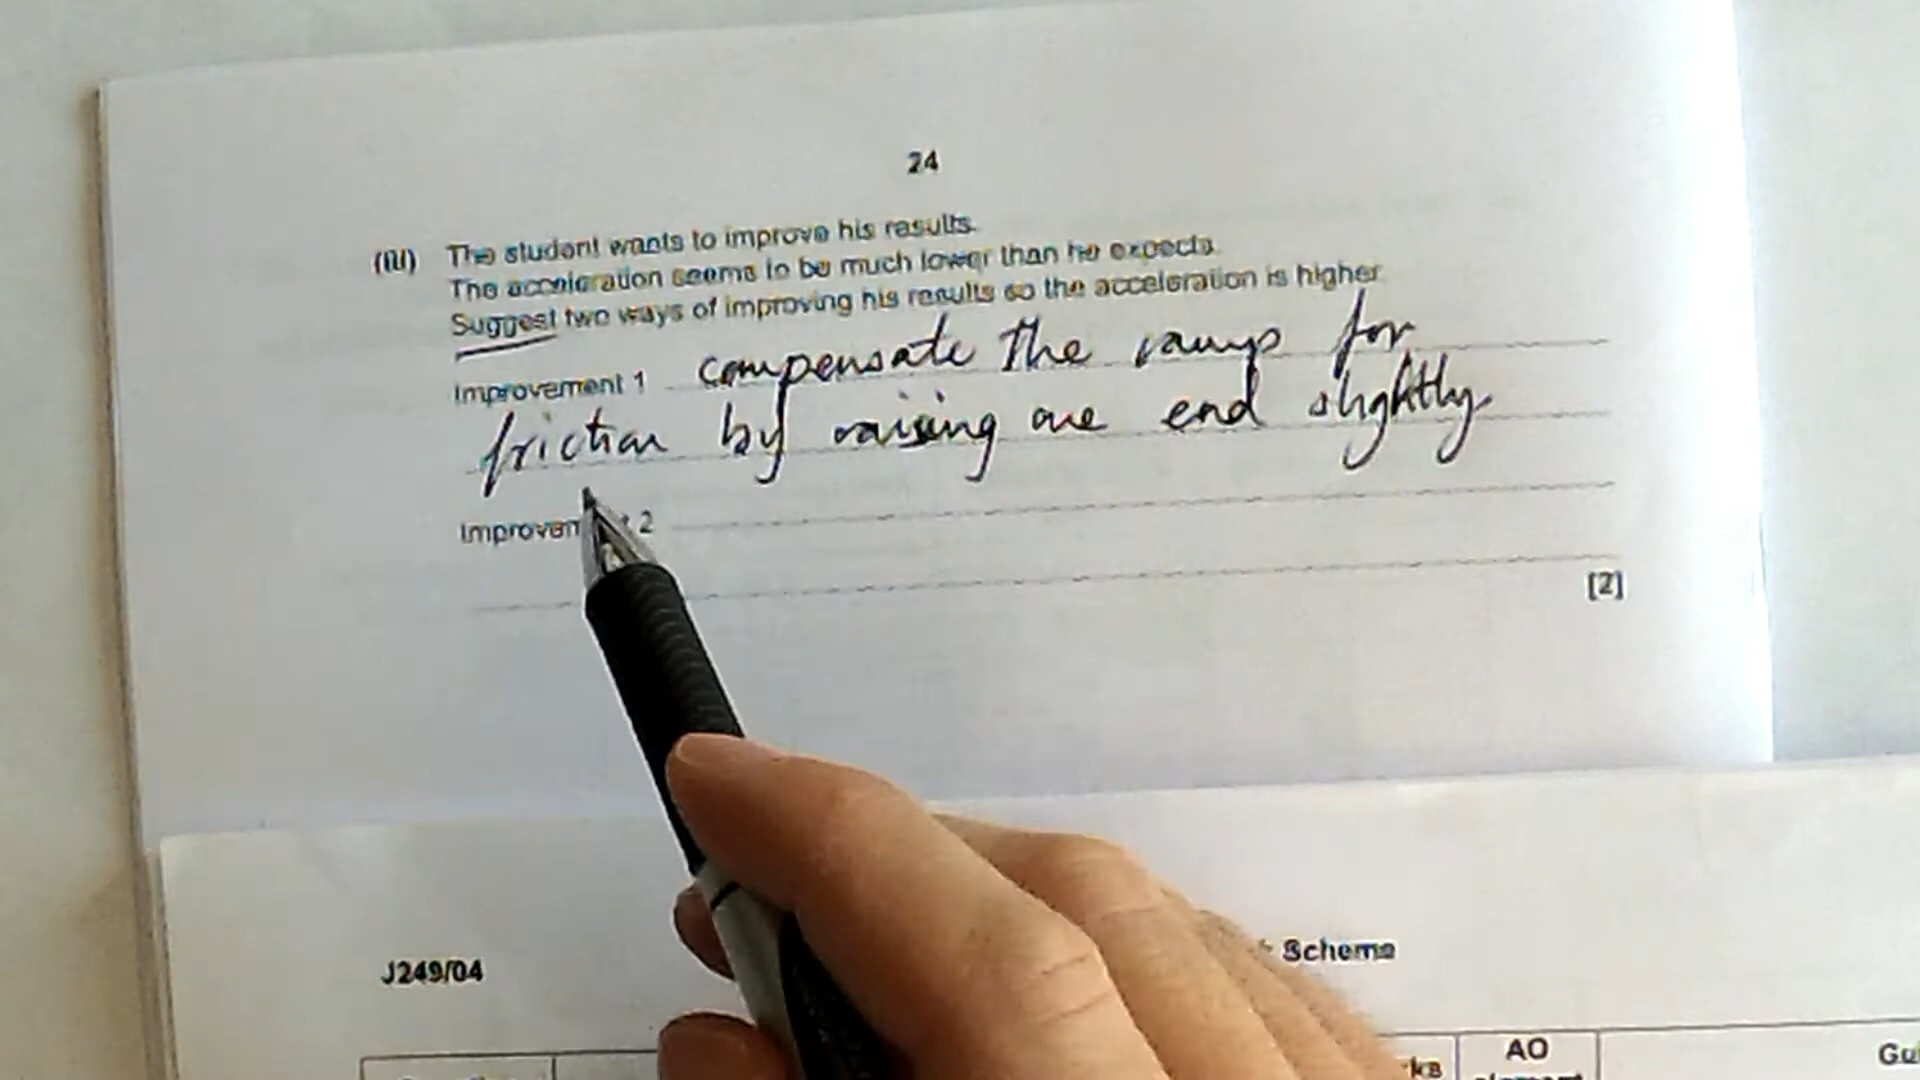 24
(iii) The student wants to improve his results.
The acceleration seems to be much lower than he expects.
Suggest two ways of improving his results so the acceleration is higher.
Improvement 1 compensate the ramp for
friction by raising one end slightly
Improvement 2
[2]
J249/04
Scheme
AO
element